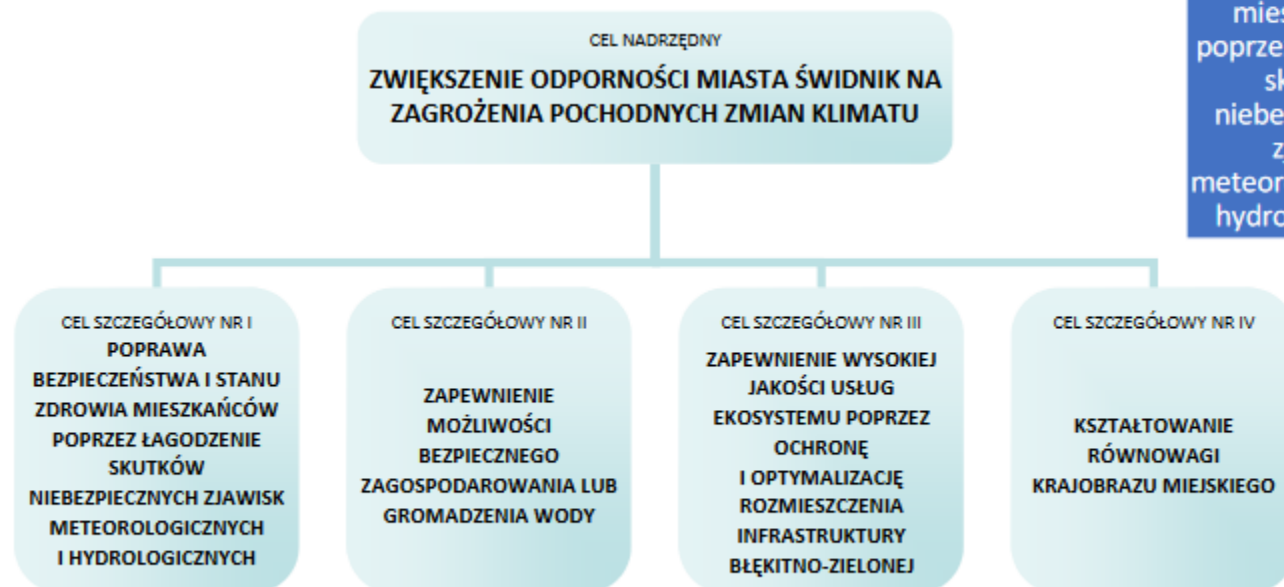 CEL NADRZĘDNY
ZWIĘKSZENIE ODPORNOŚCI MIASTA ŚWIDNIK NA
ZAGROŻENIA POCHODNYCH ZMIAN KLIMATU
CEL SZCZEGÓŁOWY NR I
POPRAWA
BEZPIECZEŃSTWA I STANU
ZDROWIA MIESZKAŃCÓW
POPRZEZ ŁAGODZENIE
SKUTKÓW
NIEBEZPIECZNYCH ZJAWISK
METEOROLOGICZNYCH
I HYDROLOGICZNYCH
CEL SZCZEGÓŁOWY NR II
ZAPEWNIENIE
MOŻLIWOŚCI
BEZPIECZNEGO
ZAGOSPODAROWANIA LUB
GROMADZENIA WODY
CEL SZCZEGÓŁOWY NR III
ZAPEWNIENIE WYSOKIEJ
JAKOŚCI USŁUG
EKOSYSTEMU POPRZEZ
OCHRONĘ
I OPTYMALIZACJĘ
ROZMIESZCZENIA
INFRASTRUKTURY
BŁĘKITNO-ZIELONEJ
CEL SZCZEGÓŁOWY NR IV
KSZTAŁTOWANIE
RÓWNOWAGI
KRAJOBRAZU MIEJSKIEGO